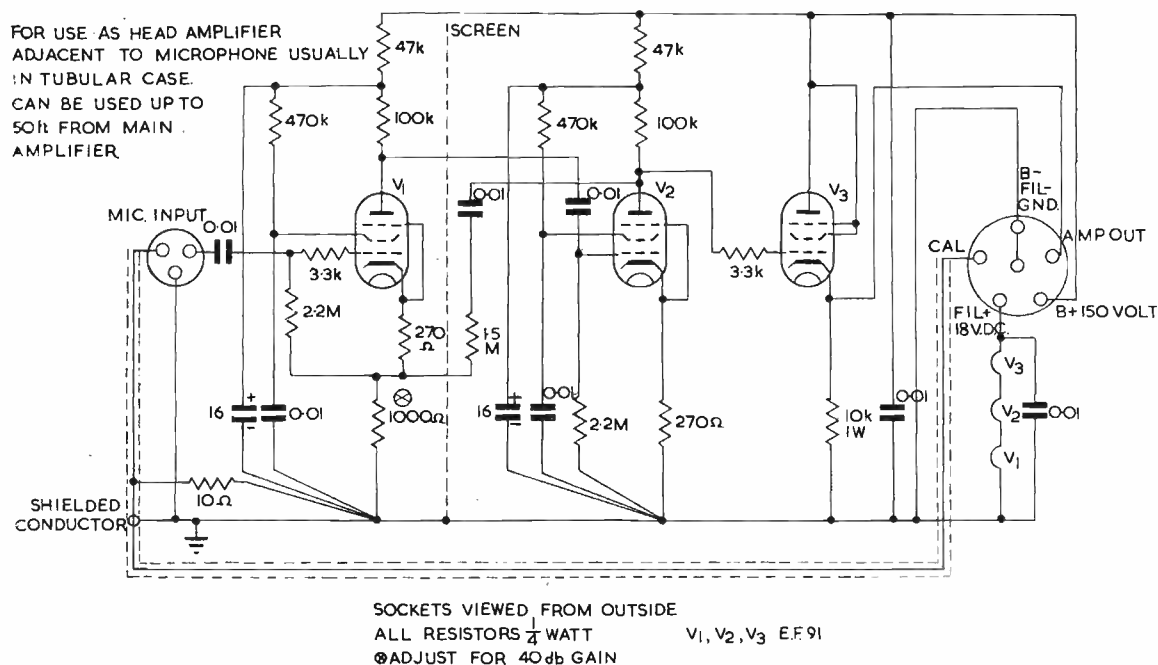 FOR USE AS HEAD AMPLIFIER
ADJACENT TO MICROPHONE USUALLY
IN TUBULAR CASE.
CAN BE USED UP TO
50ft FROM MAIN
AMPLIFIER
SCREEN
47k
47k
470k
100k
470k
100k
V1
0·01
0·01
V2
V3
B-
FIL-
GND.
MIC. INPUT
0·01
CAL
AMP OUT
3.3k
3.3k
2·2M
270
Ω
1·5
M
FIL+
18V.D.C.
B+150 VOLT
V3
V2
V1
0·01
16
+
-
0·01
1000Ω
16
+
-
0·01
2·2M
270Ω
10k
1W
0·01
10Ω
SHIELDED
CONDUCTOR
SOCKETS VIEWED FROM OUTSIDE
ALL RESISTORS 1/4 WATT
V1, V2, V3 E.F.91
⊗ADJUST FOR 40db GAIN